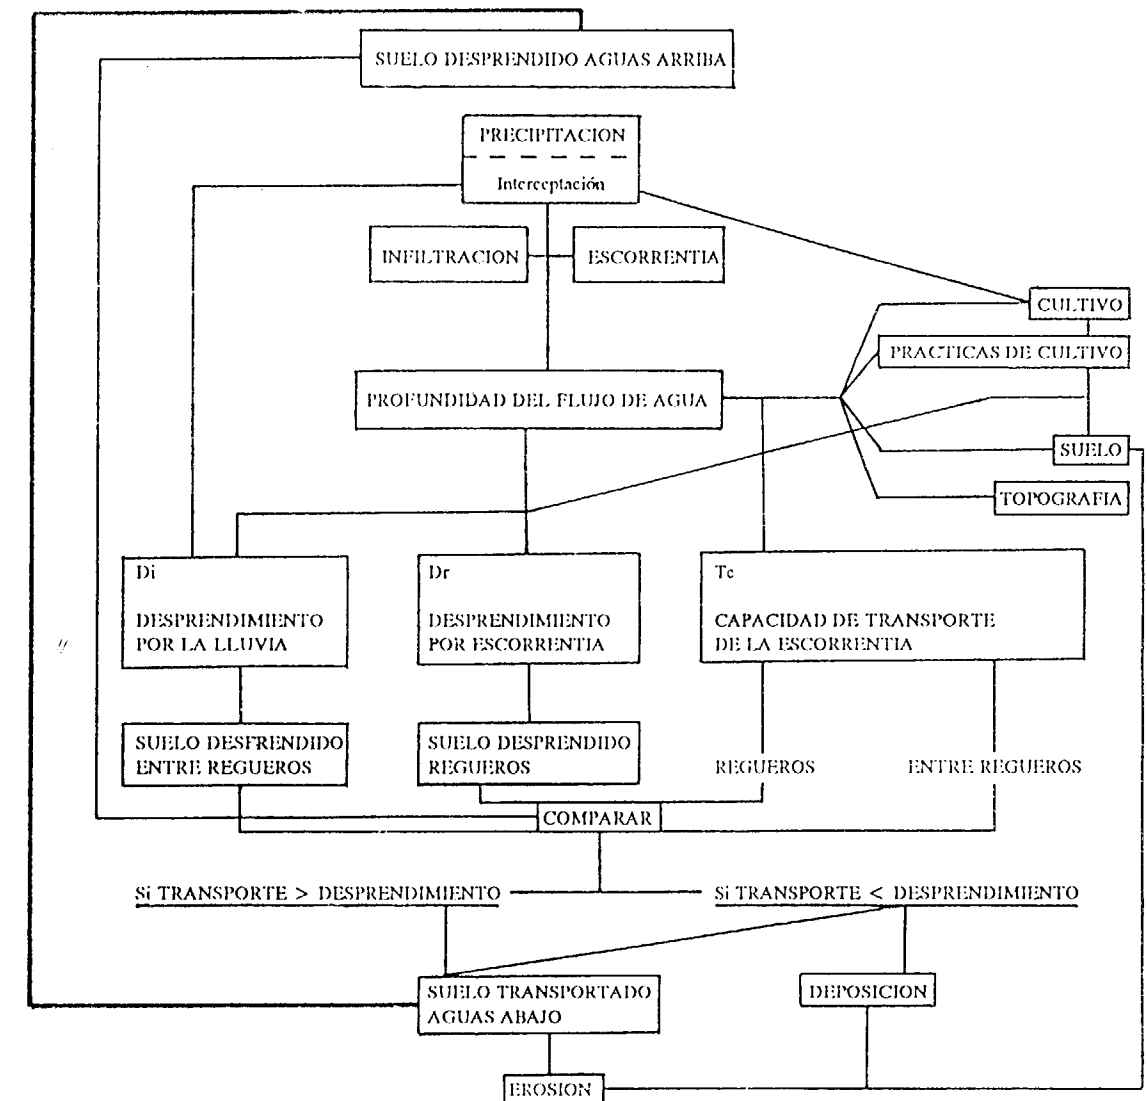 SUELO DESPRENDIDO AGUAS ARRIBA
PRECIPITACION
Interceptación
INFILTRACION
ESCORRENTIA
CULTIVO
PRACTICAS DE CULTIVO
PROFUNDIDAD DEL FLUJO DE AGUA
SUELO
TOPOGRAFIA
Di
DESPRENDIMIENTO
POR LA LLUVIA
Dr
DESPRENDIMIENTO
POR ESCORRENTIA
Tc
CAPACIDAD DE TRANSPORTE
DE LA ESCORRENTIA
SUELO DESFRENDIDO
ENTRE REGUEROS
SUELO DESPRENDIDO
REGUEROS
REGUEROS
ENTRE REGUEROS
COMPARAR
Si TRANSPORTE > DESPRENDIMIENTO
Si TRANSPORTE < DESPRENDIMIENTO
SUELO TRANSPORTADO
AGUAS ABAJO
DEPOSICION
EROSION